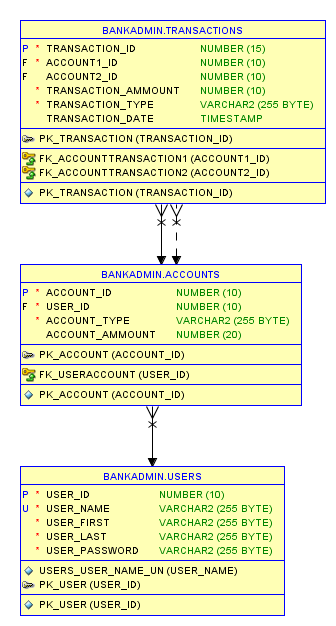 BANKADMIN.TRANSACTIONS
P * TRANSACTION_ID NUMBER (15)
F * ACCOUNT1_ID NUMBER (10)
F ACCOUNT2_ID NUMBER (10)
* TRANSACTION_AMMOUNT NUMBER (10)
* TRANSACTION_TYPE VARCHAR2 (255 BYTE)
TRANSACTION_DATE TIMESTAMP
PK_TRANSACTION (TRANSACTION_ID)
FK_ACCOUNTTRANSACTION1 (ACCOUNT1_ID)
FK_ACCOUNTTRANSACTION2 (ACCOUNT2_ID)
PK_TRANSACTION (TRANSACTION_ID)
BANKADMIN.ACCOUNTS
P * ACCOUNT_ID NUMBER (10)
F * USER_ID NUMBER (10)
* ACCOUNT_TYPE VARCHAR2 (255 BYTE)
ACCOUNT_AMMOUNT NUMBER (20)
PK_ACCOUNT (ACCOUNT_ID)
FK_USERACCOUNT (USER_ID)
PK_ACCOUNT (ACCOUNT_ID)
BANKADMIN.USERS
P * USER_ID NUMBER (10)
U * USER_NAME VARCHAR2 (255 BYTE)
* USER_FIRST VARCHAR2 (255 BYTE)
* USER_LAST VARCHAR2 (255 BYTE)
* USER_PASSWORD VARCHAR2 (255 BYTE)
USERS_USER_NAME_UN (USER_NAME)
PK_USER (USER_ID)
PK_USER (USER_ID)